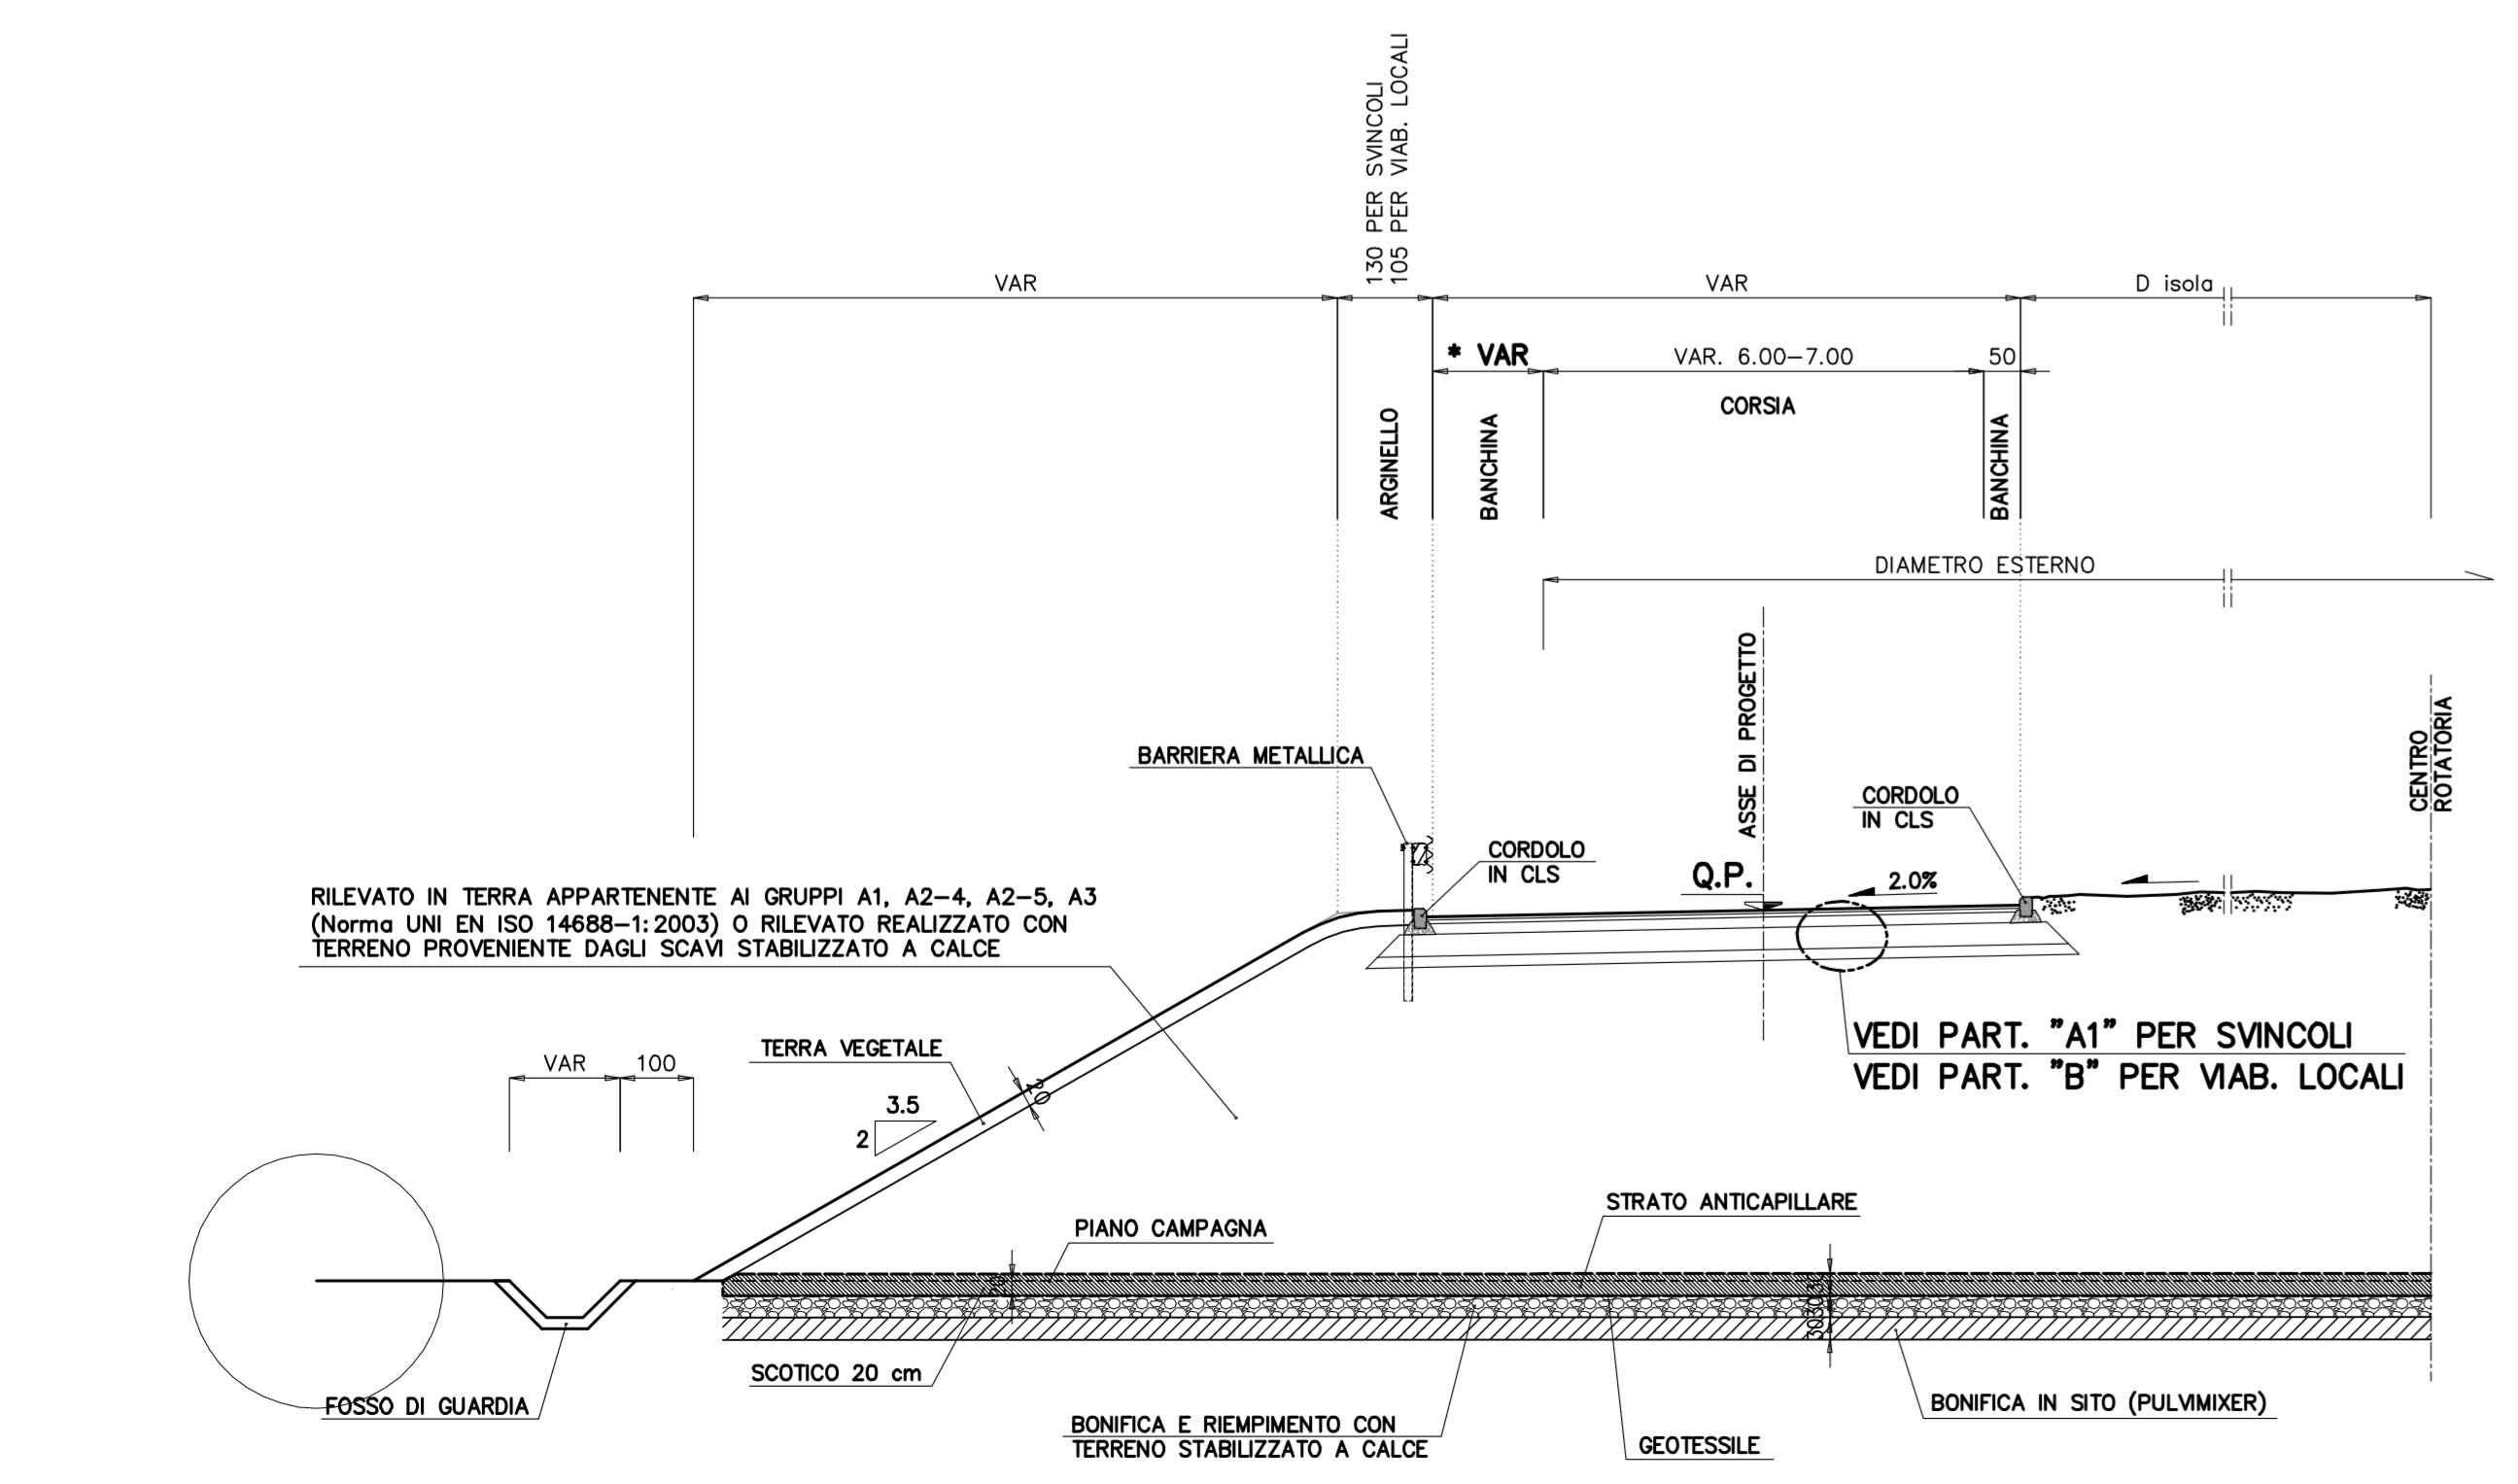 130 PER SVINCOLI
105 PER VIAB. LOCALI
VAR
VAR
D isola
* VAR
VAR. 6.00-7.00
50
CORSIA
ARGINELLO
BANCHINA
BANCHINA
DIAMETRO ESTERNO
ASSE DI PROGETTO
CENTRO
ROTATORIA
BARRIERA METALLICA
CORDOLO
IN CLS
CORDOLO
IN CLS
Q.P.
2.0%
RILEVATO IN TERRA APPARTENENTE AI GRUPPI A1, A2-4, A2-5, A3
(Norma UNI EN ISO 14688-1:2003) O RILEVATO REALIZZATO CON
TERRENO PROVENIENTE DAGLI SCAVI STABILIZZATO A CALCE
VEDI PART. "A1" PER SVINCOLI
VEDI PART. "B" PER VIAB. LOCALI
TERRA VEGETALE
VAR
100
3.5
2
STRATO ANTICAPILLARE
PIANO CAMPAGNA
20
30
30
SCOTICO 20 cm
FOSSO DI GUARDIA
BONIFICA IN SITO (PULVIMIXER)
BONIFICA E RIEMPIMENTO CON
TERRENO STABILIZZATO A CALCE
GEOTESSILE